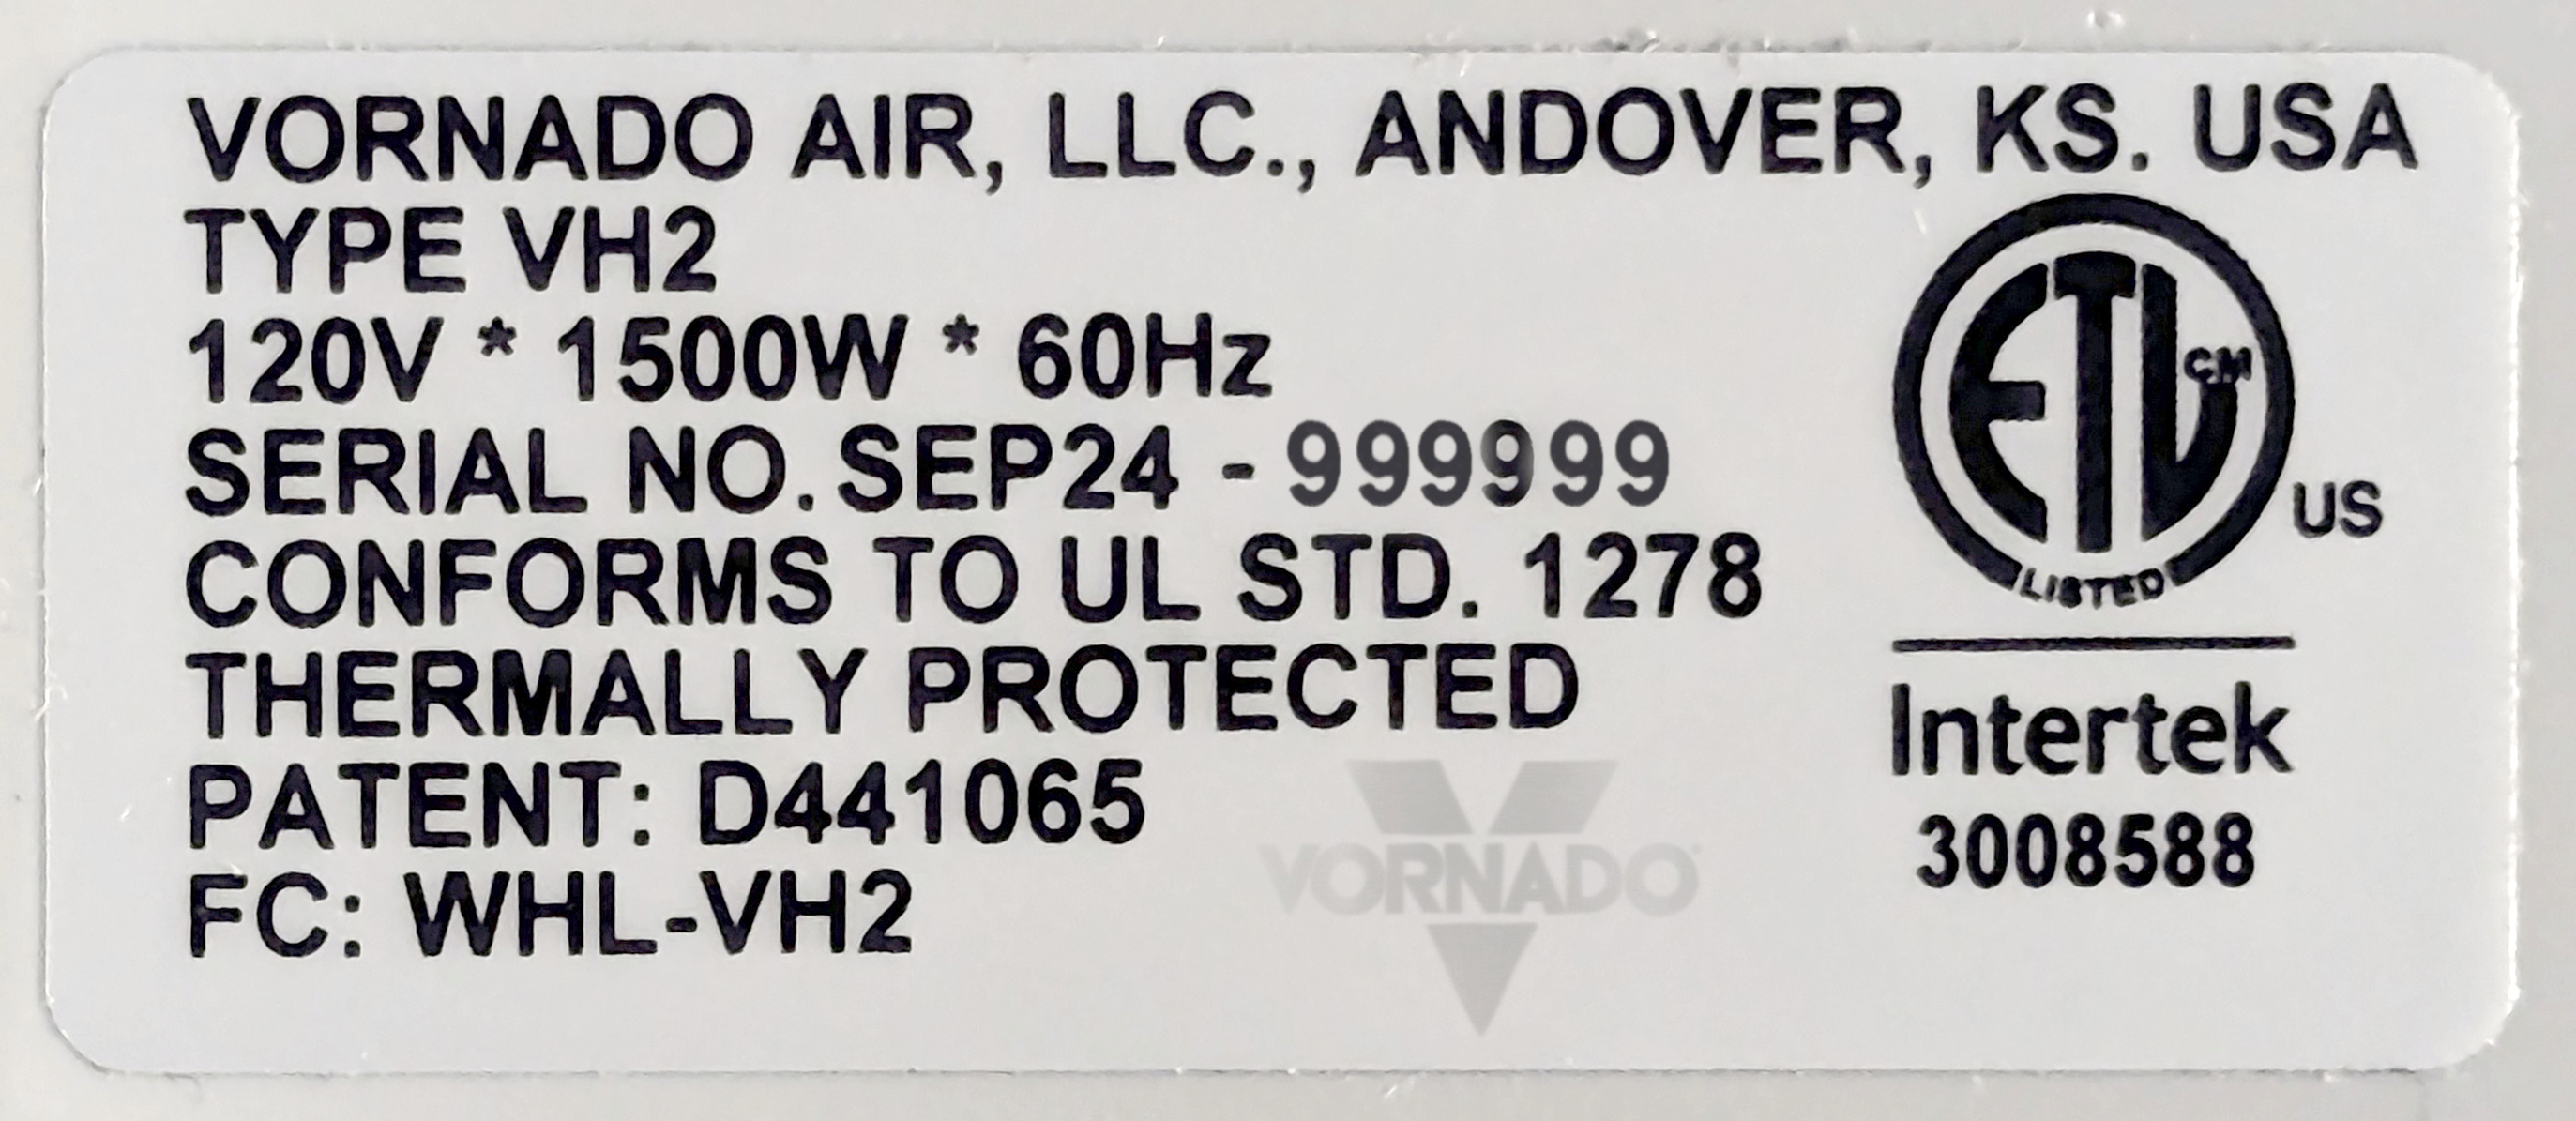 VORNADO AIR, LLC., ANDOVER, KS. USA
TYPE VH2
120V * 1500W * 60Hz
SERIAL NO. SEP24 - 999999
CONFORMS TO UL STD. 1278
THERMALLY PROTECTED
PATENT: D441065
FC: WHL-VH2
VORNADO
ETL CM
LISTED
US
Intertek
3008588